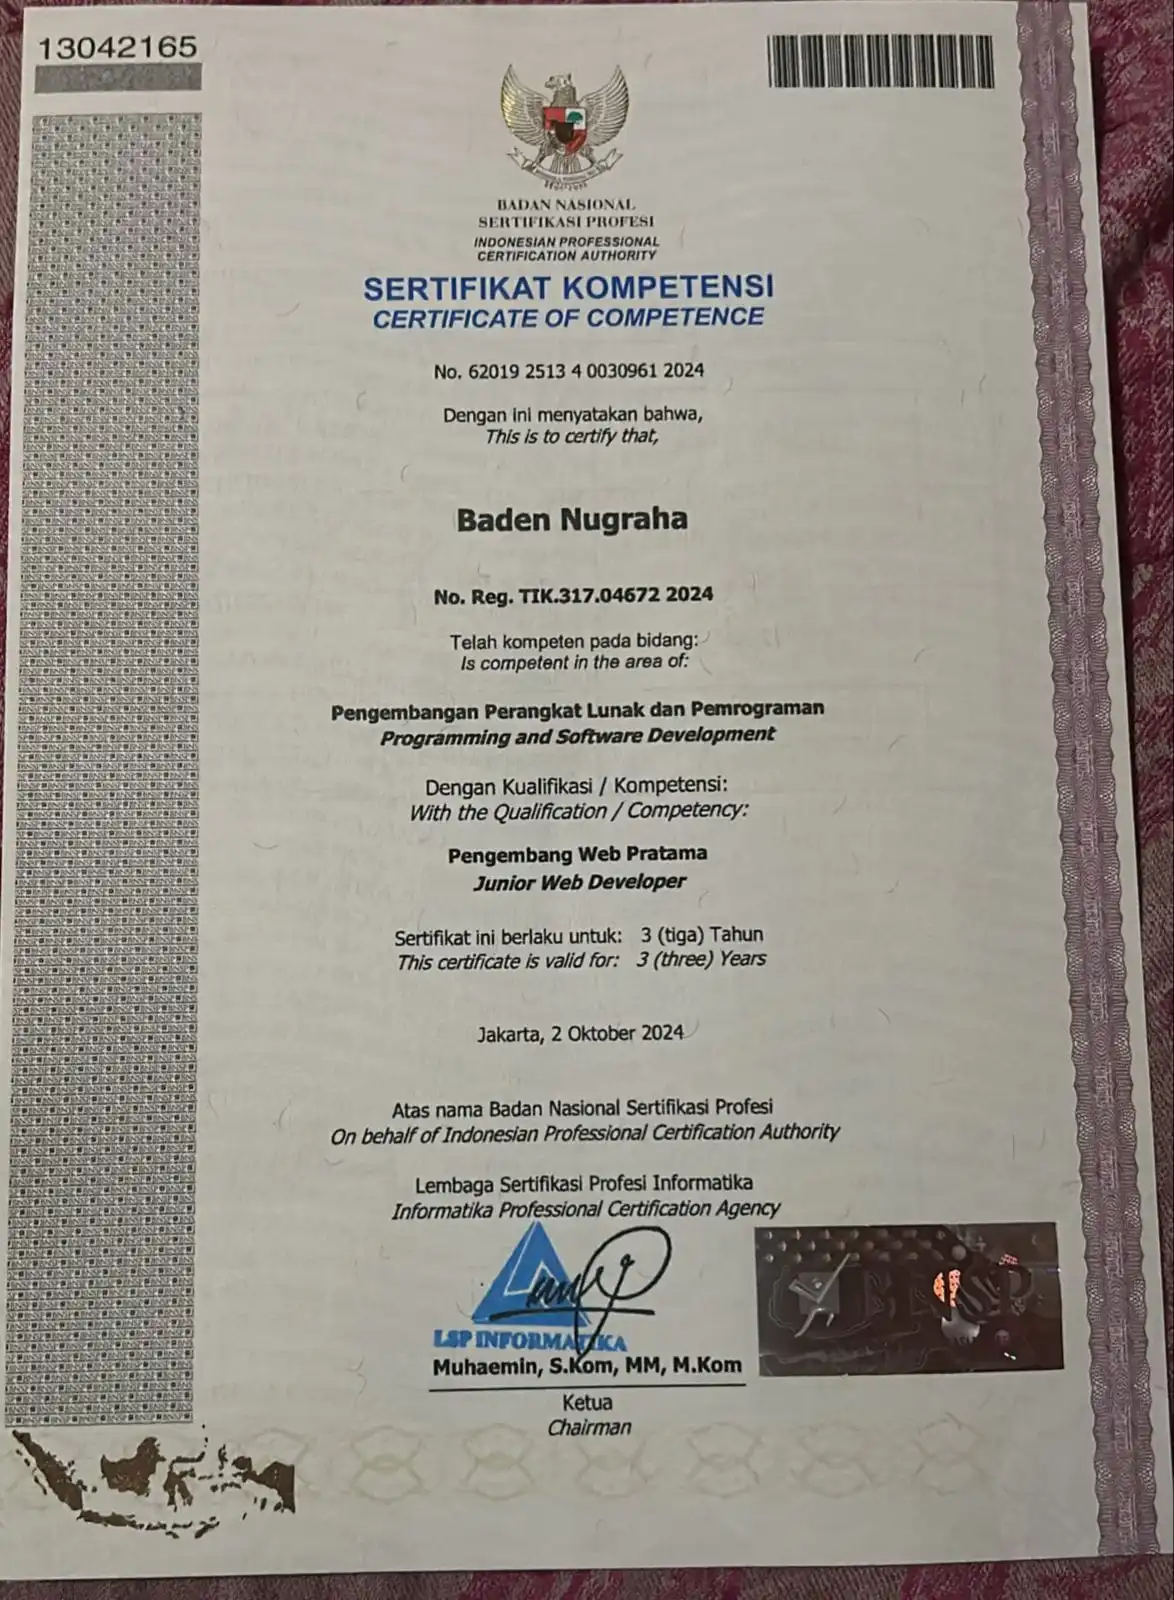 13042165
BADAN NASIONAL
SERTIFIKASI PROFESI
INDONESIAN PROFESSIONAL
CERTIFICATION AUTHORITY
SERTIFIKAT KOMPETENSI
CERTIFICATE OF COMPETENCE
No. 62019 2513 4 0030961 2024
Dengan ini menyatakan bahwa,
This is to certify that,
Baden Nugraha
No. Reg. TIK.317.04672 2024
Telah kompeten pada bidang:
Is competent in the area of:
Pengembangan Perangkat Lunak dan Pemrograman
Programming and Software Development
Dengan Kualifikasi / Kompetensi:
With the Qualification / Competency:
Pengembang Web Pratama
Junior Web Developer
Sertifikat ini berlaku untuk: 3 (tiga) Tahun
This certificate is valid for: 3 (three) Years
Jakarta, 2 Oktober 2024
Atas nama Badan Nasional Sertifikasi Profesi
On behalf of Indonesian Professional Certification Authority
Lembaga Sertifikasi Profesi Informatika
Informatika Professional Certification Agency
LSP INFORMATIKA
BNSP
Muhaemin, S.Kom, MM, M.Kom
Ketua
Chairman